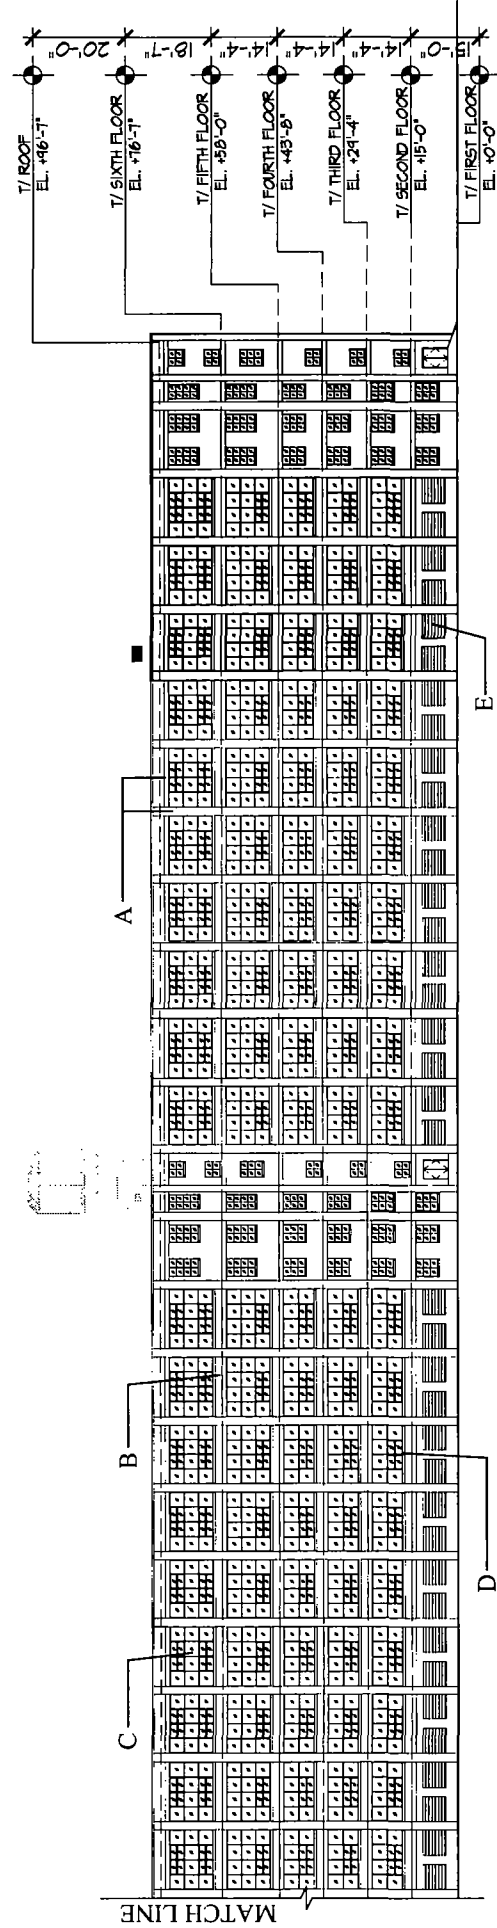 20'-0"
18'-7"
14'-4"
14'-4"
14'-4"
15'-0"
T/ ROOF
EL. +96'-7"
T/ SIXTH FLOOR
EL. +76'-7"
T/ FIFTH FLOOR
EL. +58'-0"
T/ FOURTH FLOOR
EL. +43'-8"
T/ THIRD FLOOR
EL. +29'-4"
T/ SECOND FLOOR
EL. +15'-0"
T/ FIRST FLOOR
EL. +0'-0"
A
B
C
D
E
MATCH LINE